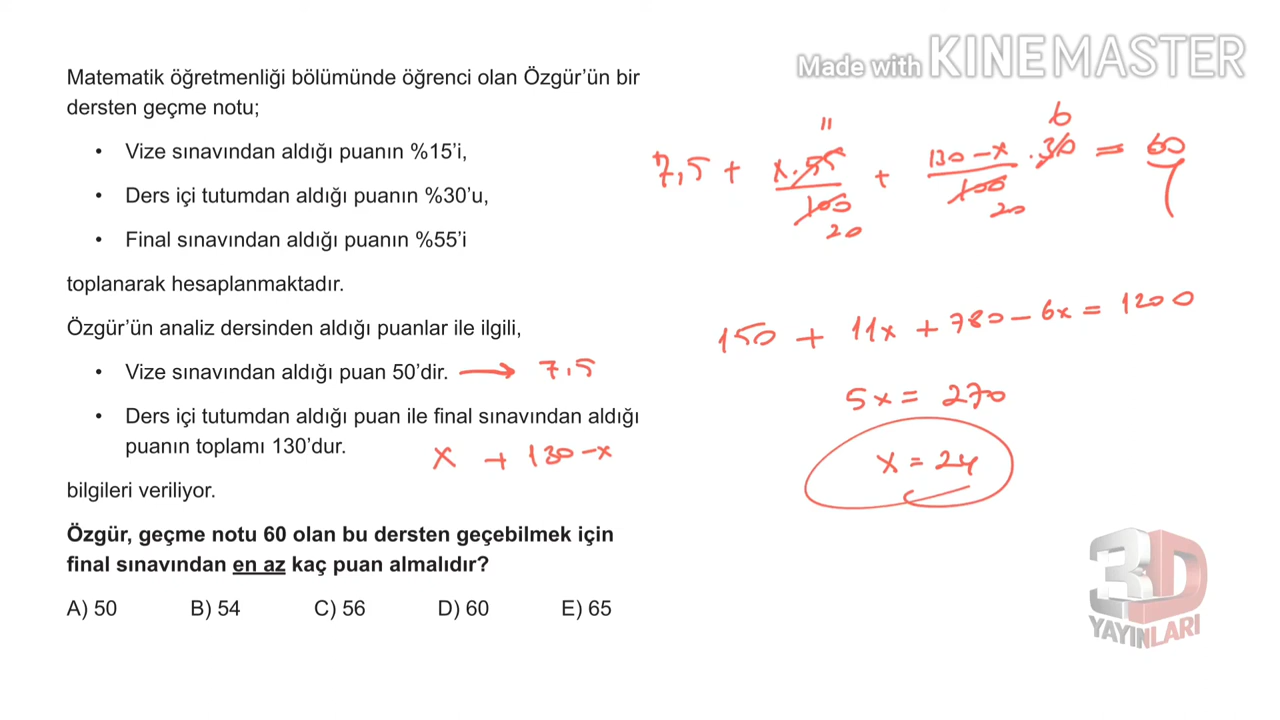 Made with KINEMASTER
Matematik öğretmenliği bölümünde öğrenci olan Özgür'ün bir
dersten geçme notu;
• Vize sınavından aldığı puanın %15'i,
• Ders içi tutumdan aldığı puanın %30'u,
• Final sınavından aldığı puanın %55'i
toplanarak hesaplanmaktadır.
Özgür'ün analiz dersinden aldığı puanlar ile ilgili,
• Vize sınavından aldığı puan 50'dir. → 7,5
• Ders içi tutumdan aldığı puan ile final sınavından aldığı
puanın toplamı 130'dur. x + 130-x
bilgileri veriliyor.
Özgür, geçme notu 60 olan bu dersten geçebilmek için
final sınavından en az kaç puan almalıdır?
A) 50 B) 54 C) 56 D) 60 E) 65
11 6
7,5 + x.55 + 130-x .30 = 60
100 100
20 20
150 + 11x + 780 - 6x = 1200
5x = 270
x = 24
3D
YAYINLARI